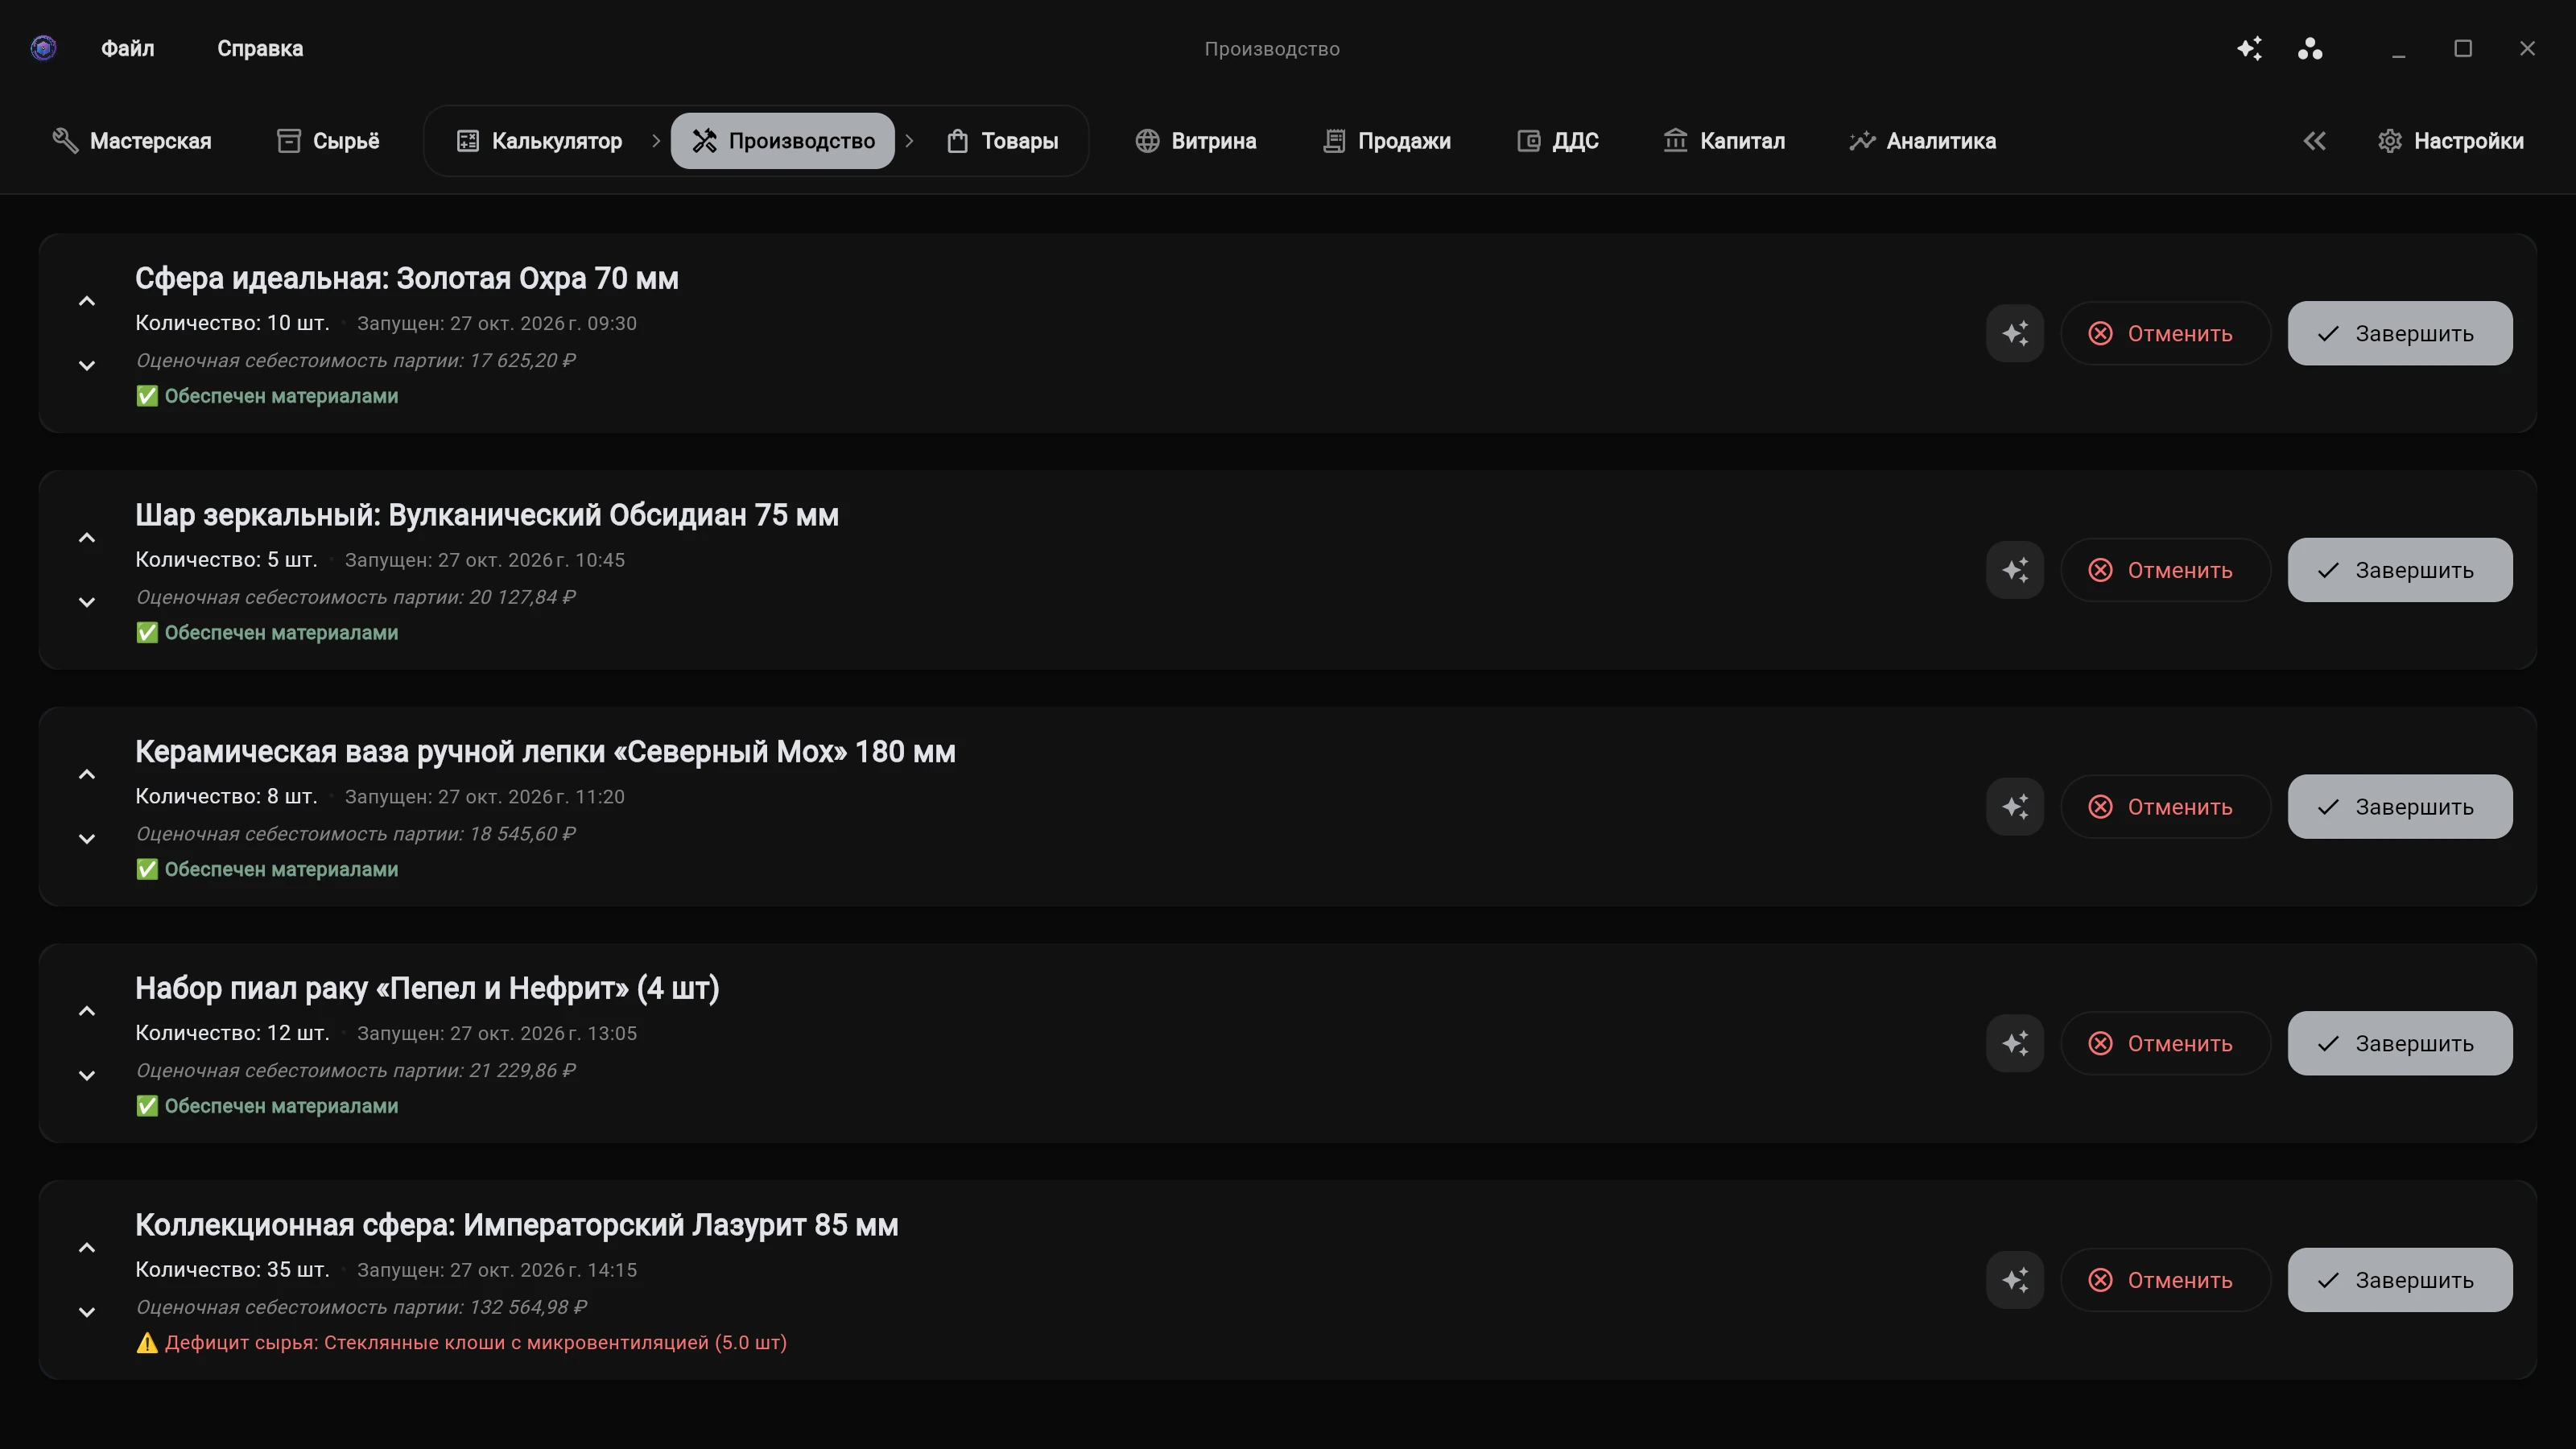 Файл Справка Производство
Мастерская Сырьё Калькулятор Производство Товары Витрина Продажи ДДС Капитал Аналитика Настройки
Сфера идеальная: Золотая Охра 70 мм
Количество: 10 шт. · Запущен: 27 окт. 2026 г. 09:30
Оценочная себестоимость партии: 17 625,20 ₽
✅ Обеспечен материалами
Отменить Завершить
Шар зеркальный: Вулканический Обсидиан 75 мм
Количество: 5 шт. · Запущен: 27 окт. 2026 г. 10:45
Оценочная себестоимость партии: 20 127,84 ₽
✅ Обеспечен материалами
Отменить Завершить
Керамическая ваза ручной лепки «Северный Мох» 180 мм
Количество: 8 шт. · Запущен: 27 окт. 2026 г. 11:20
Оценочная себестоимость партии: 18 545,60 ₽
✅ Обеспечен материалами
Отменить Завершить
Набор пиал раку «Пепел и Нефрит» (4 шт)
Количество: 12 шт. · Запущен: 27 окт. 2026 г. 13:05
Оценочная себестоимость партии: 21 229,86 ₽
✅ Обеспечен материалами
Отменить Завершить
Коллекционная сфера: Императорский Лазурит 85 мм
Количество: 35 шт. · Запущен: 27 окт. 2026 г. 14:15
Оценочная себестоимость партии: 132 564,98 ₽
⚠️ Дефицит сырья: Стеклянные клоши с микровентиляцией (5.0 шт)
Отменить Завершить